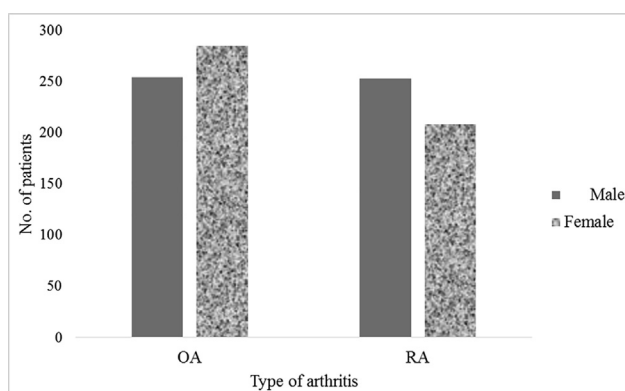 300
250
200
150
100
50
0
No. of patients
OA
RA
Type of arthritis
Male
Female